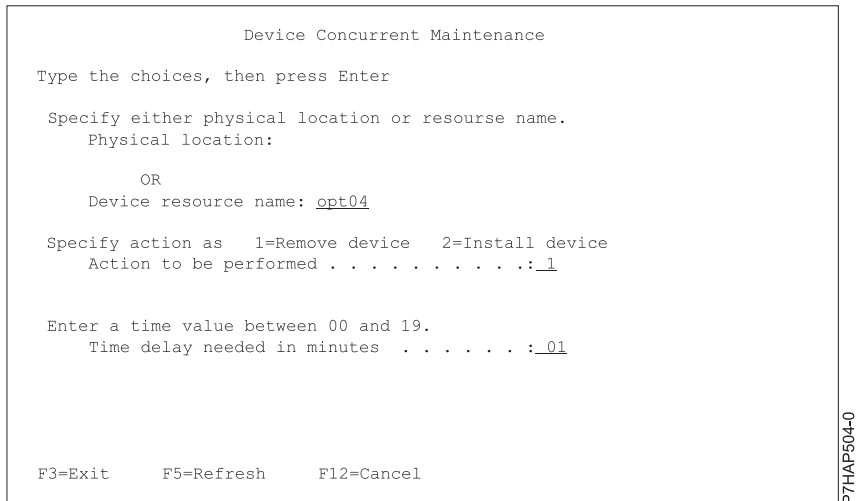 Device Concurrent Maintenance
Type the choices, then press Enter
Specify either physical location or resourse name.
Physical location:
OR
Device resource name: opt04
Specify action as 1=Remove device 2=Install device
Action to be performed . . . . . . . . . .: 1
Enter a time value between 00 and 19.
Time delay needed in minutes . . . . . . : 01
F3=Exit F5=Refresh F12=Cancel
P7HAP504-0